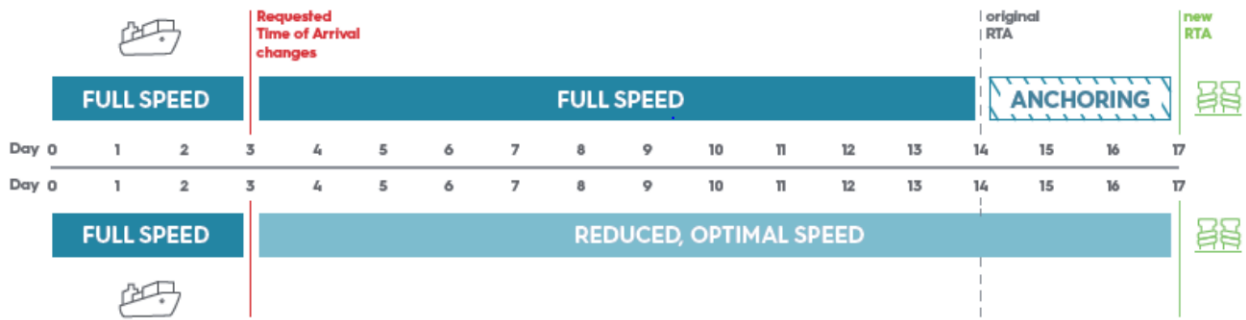 Requested
Time of Arrival
changes
original
RTA
new
RTA
FULL SPEED
FULL SPEED
ANCHORING
Day 0 1 2 3 4 5 6 7 8 9 10 11 12 13 14 15 16 17
Day 0 1 2 3 4 5 6 7 8 9 10 11 12 13 14 15 16 17
FULL SPEED
REDUCED, OPTIMAL SPEED